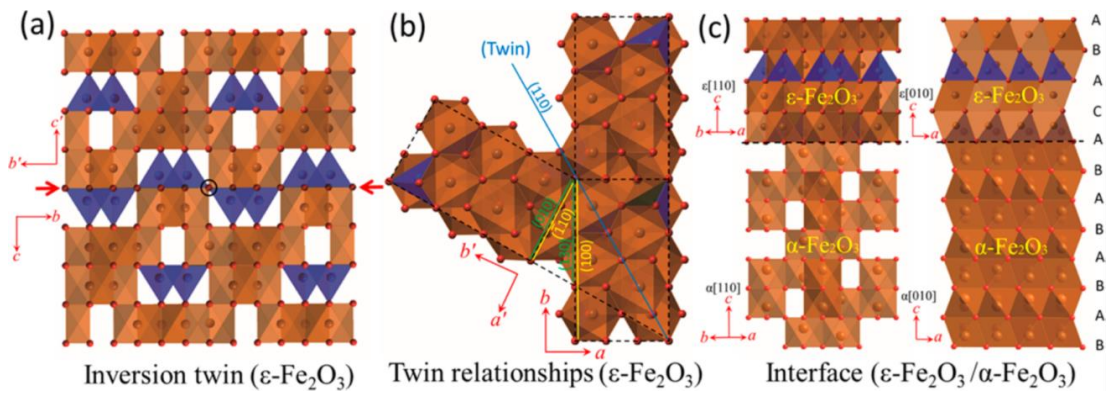 (a)
c'
b'
b
c
Inversion twin (ε-Fe₂O₃)
(b)
(Twin)
(110)
(110)
(100)
b'
a'
b
a
Twin relationships (ε-Fe₂O₃)
(c)
A
B
A
C
A
B
A
B
A
B
A
B
ε[110]
c
b
a
ε-Fe₂O₃
ε[010]
c
a
ε-Fe₂O₃
α-Fe₂O₃
α-Fe₂O₃
α[110]
c
b
a
α[010]
c
a
Interface (ε-Fe₂O₃/α-Fe₂O₃)